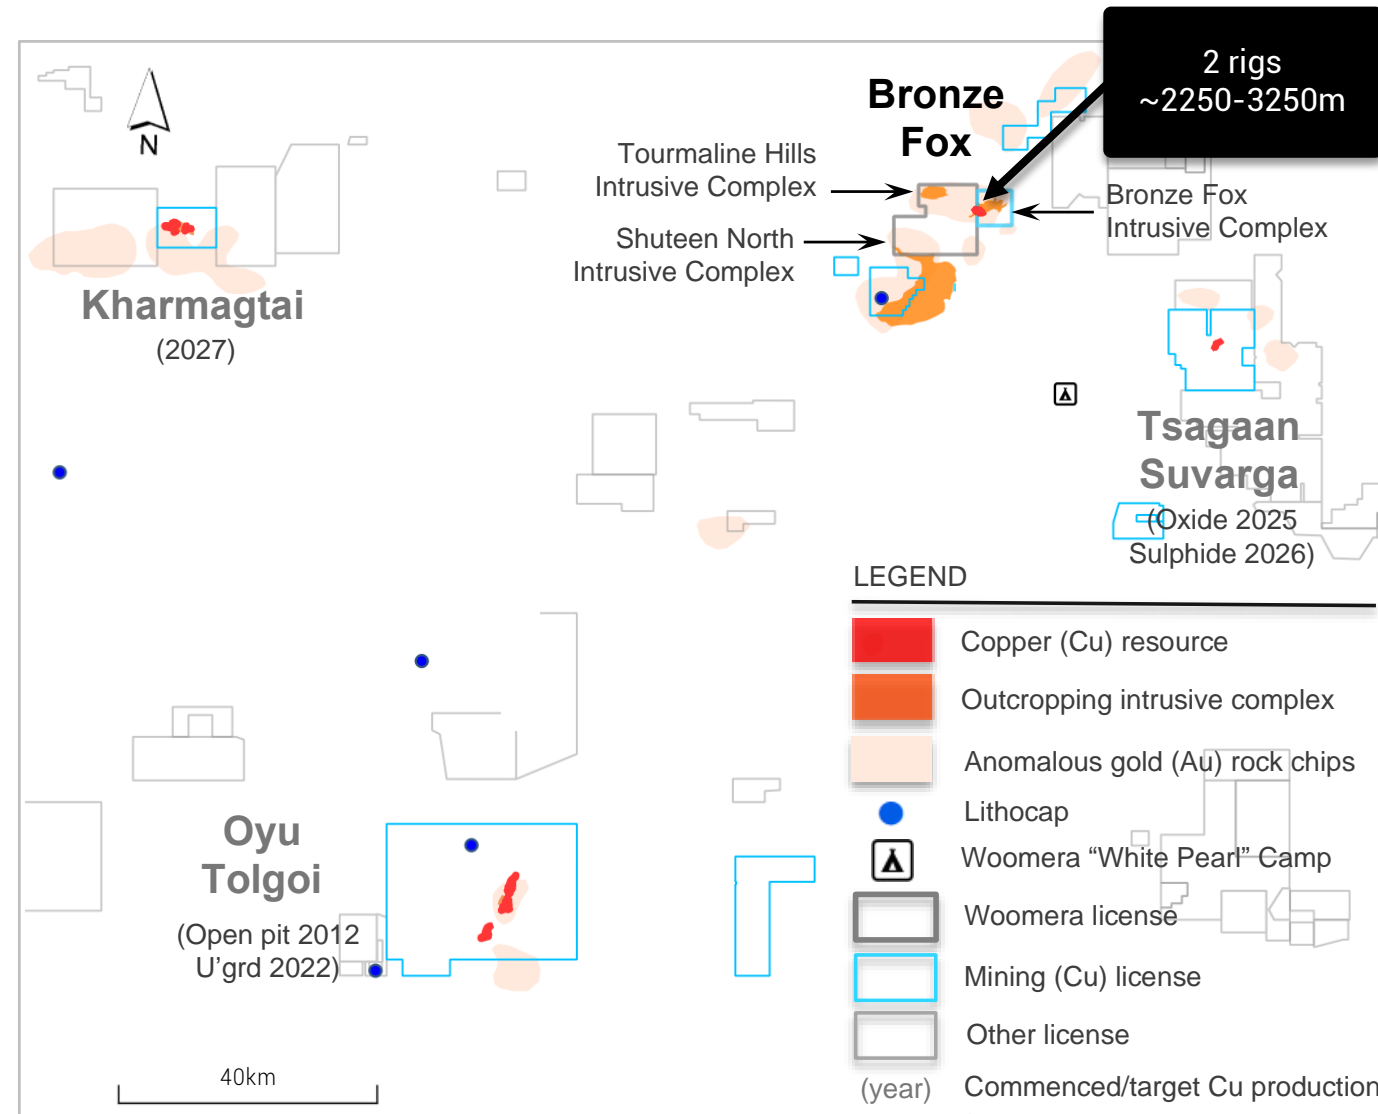 2 rigs
~2250-3250m
Bronze
Fox
N
Tourmaline Hills
Intrusive Complex
Bronze Fox
Intrusive Complex
Shuteen North
Intrusive Complex
Kharmagtai
(2027)
Tsagaan
Suvarga
(Oxide 2025
Sulphide 2026)
LEGEND
Copper (Cu) resource
Outcropping intrusive complex
Anomalous gold (Au) rock chips
Lithocap
Woomera “White Pearl” Camp
Woomera license
Mining (Cu) license
Other license
(year) Commenced/target Cu production
Oyu
Tolgoi
(Open pit 2012
U'grd 2022)
40km